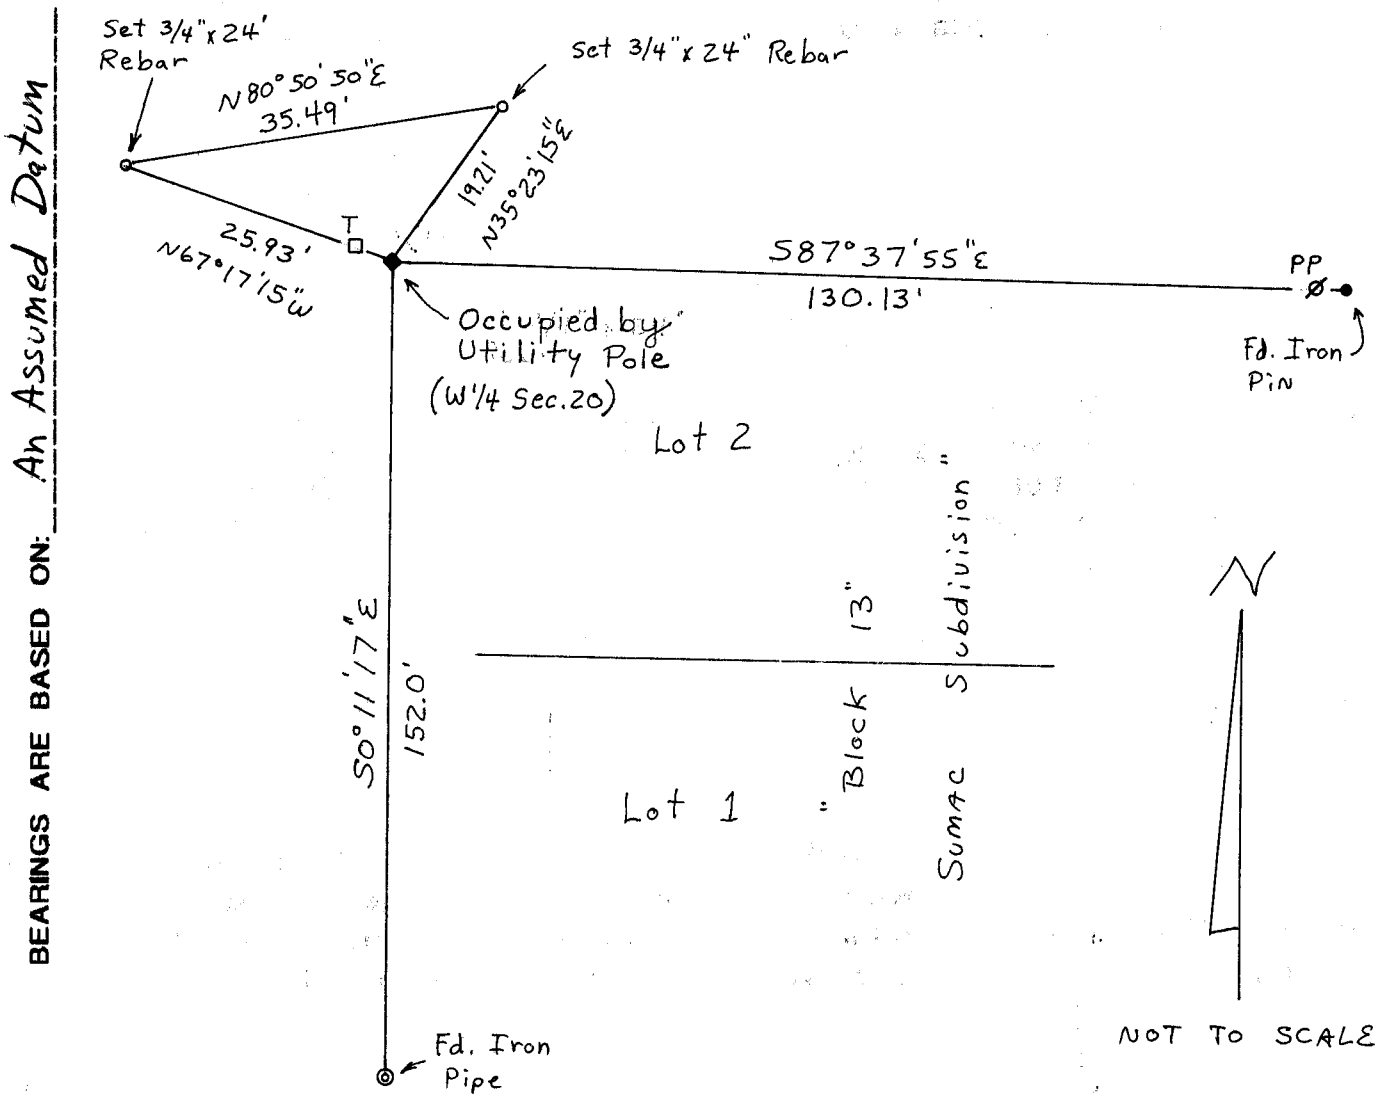 Set 3/4"x24'
Rebar
Set 3/4"x24" Rebar
N80°50'50"E
35.49'
19.21'
N35°23'15"E
T
25.93'
N67°17'15"W
S87°37'55"E
130.13'
PP
Fd. Iron
Pin
Occupied by
Utility Pole
(W1/4 Sec.20)
Lot 2
S0°11'17"E
152.0'
Lot 1
"Block 13"
Sumac Subdivision"
N
NOT TO SCALE
Fd. Iron
Pipe
BEARINGS ARE BASED ON: An Assumed Datum